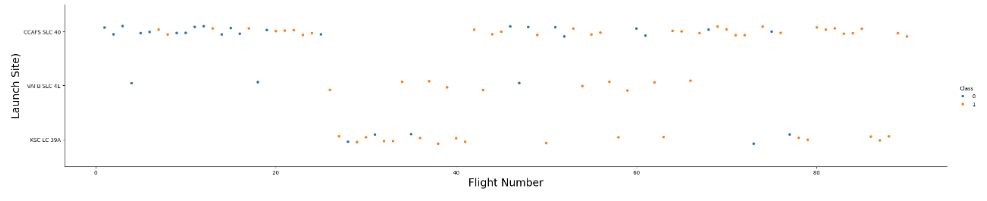 Launch Site)
CCAFS SLC 40
VAFB SLC 4E
KSC LC 39A
0 20 40 60 80
Flight Number
Class
0
1